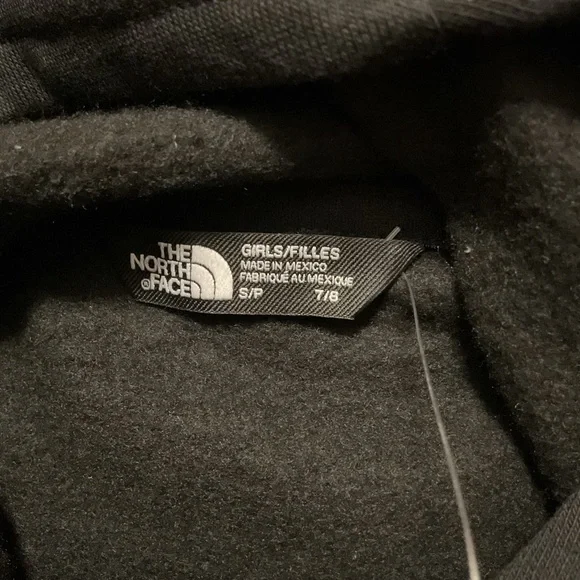 THE
NORTH
FACE
GIRLS/FILLES
MADE IN MEXICO
FABRIQUÉ AU MEXIQUE
S/P 7/8